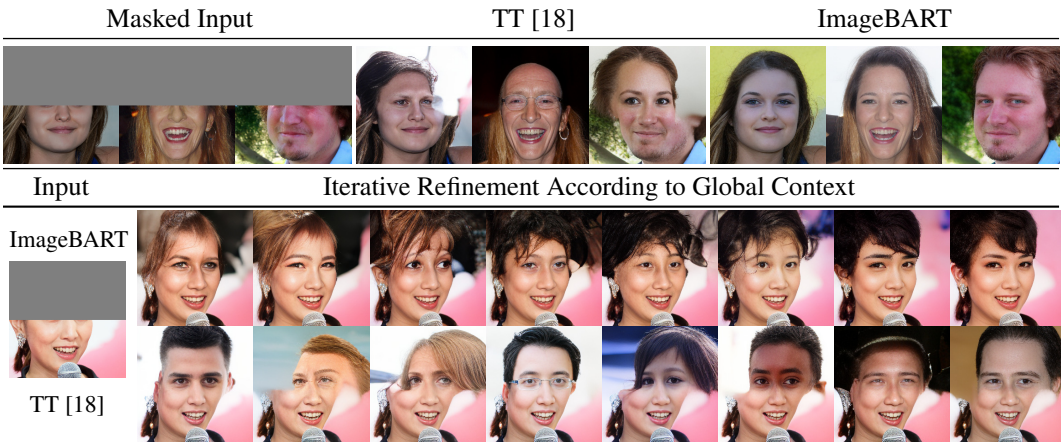 Masked Input TT [18] ImageBART
Input Iterative Refinement According to Global Context
ImageBART
TT [18]